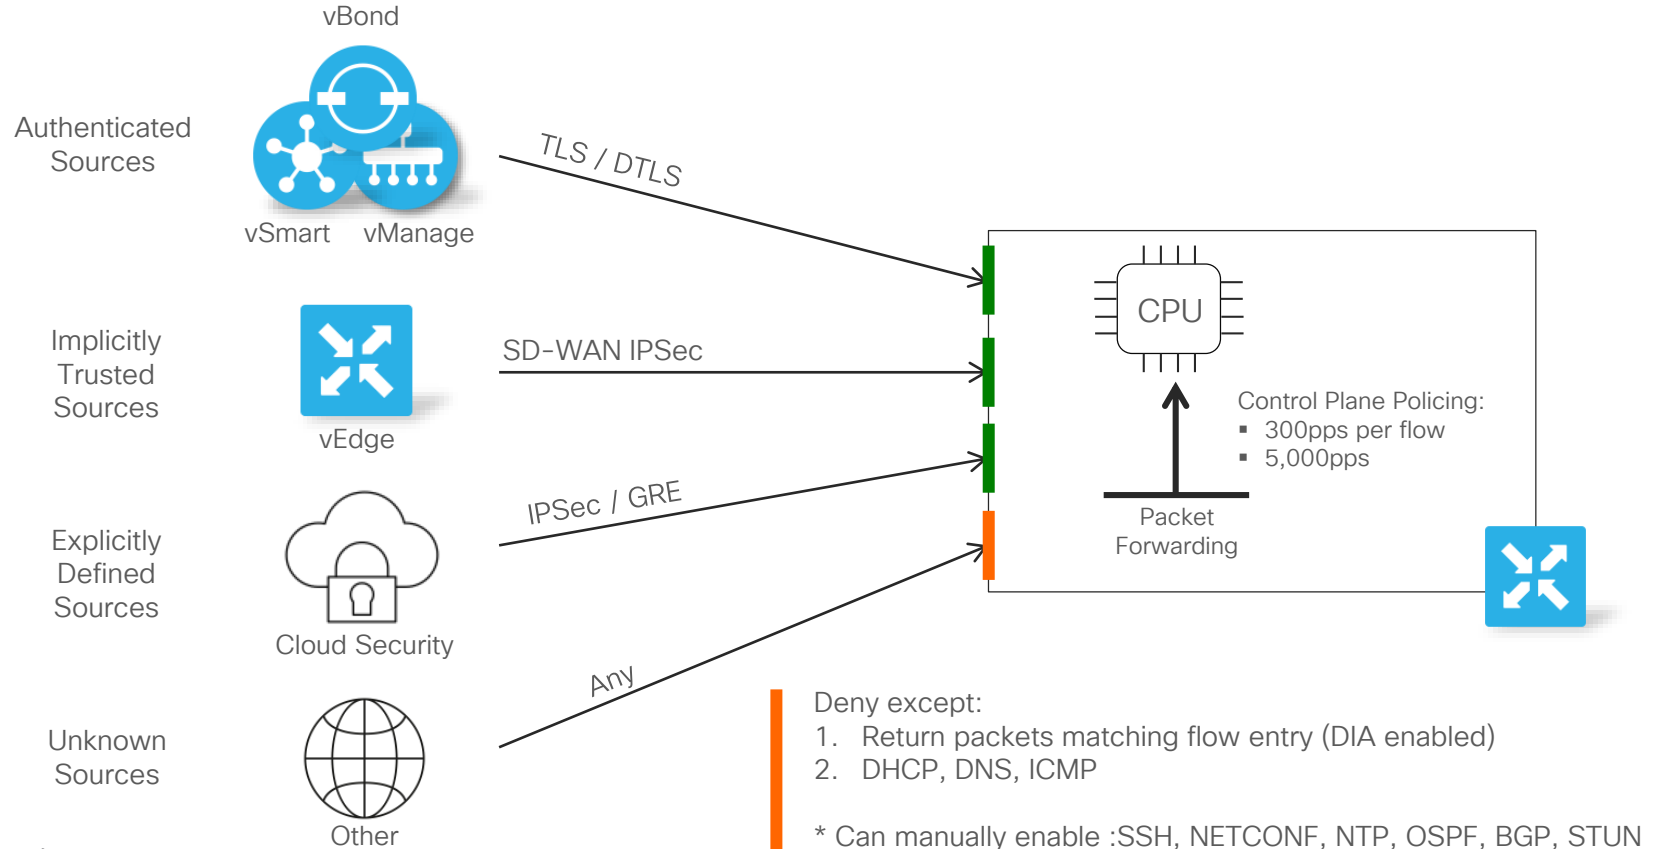 vBond
Authenticated
Sources
vSmart vManage
TLS / DTLS
Implicitly
Trusted
Sources
vEdge
SD-WAN IPSec
Explicitly
Defined
Sources
Cloud Security
IPSec / GRE
Unknown
Sources
Other
Any
CPU
Control Plane Policing:
▪ 300pps per flow
▪ 5,000pps
Packet
Forwarding
Deny except:
1. Return packets matching flow entry (DIA enabled)
2. DHCP, DNS, ICMP
* Can manually enable :SSH, NETCONF, NTP, OSPF, BGP, STUN